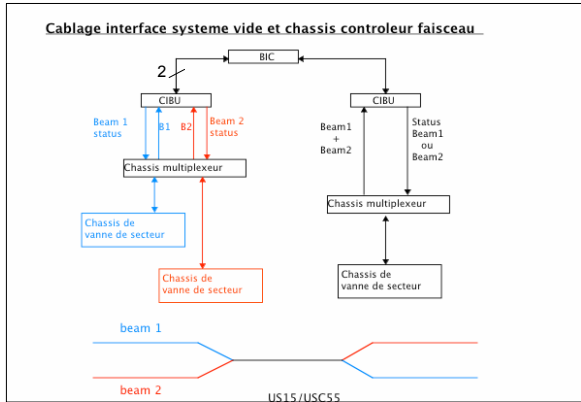 Cablage interface systeme vide et chassis controleur faisceau
BIC
2
CIBU
CIBU
Beam 1
status
B1
B2
Beam 2
status
Beam1
+
Beam2
Status
Beam1
ou
Beam2
Chassis multiplexeur
Chassis multiplexeur
Chassis de
vanne de secteur
Chassis de
vanne de secteur
Chassis de
vanne de secteur
beam 1
beam 2
US15/USC55